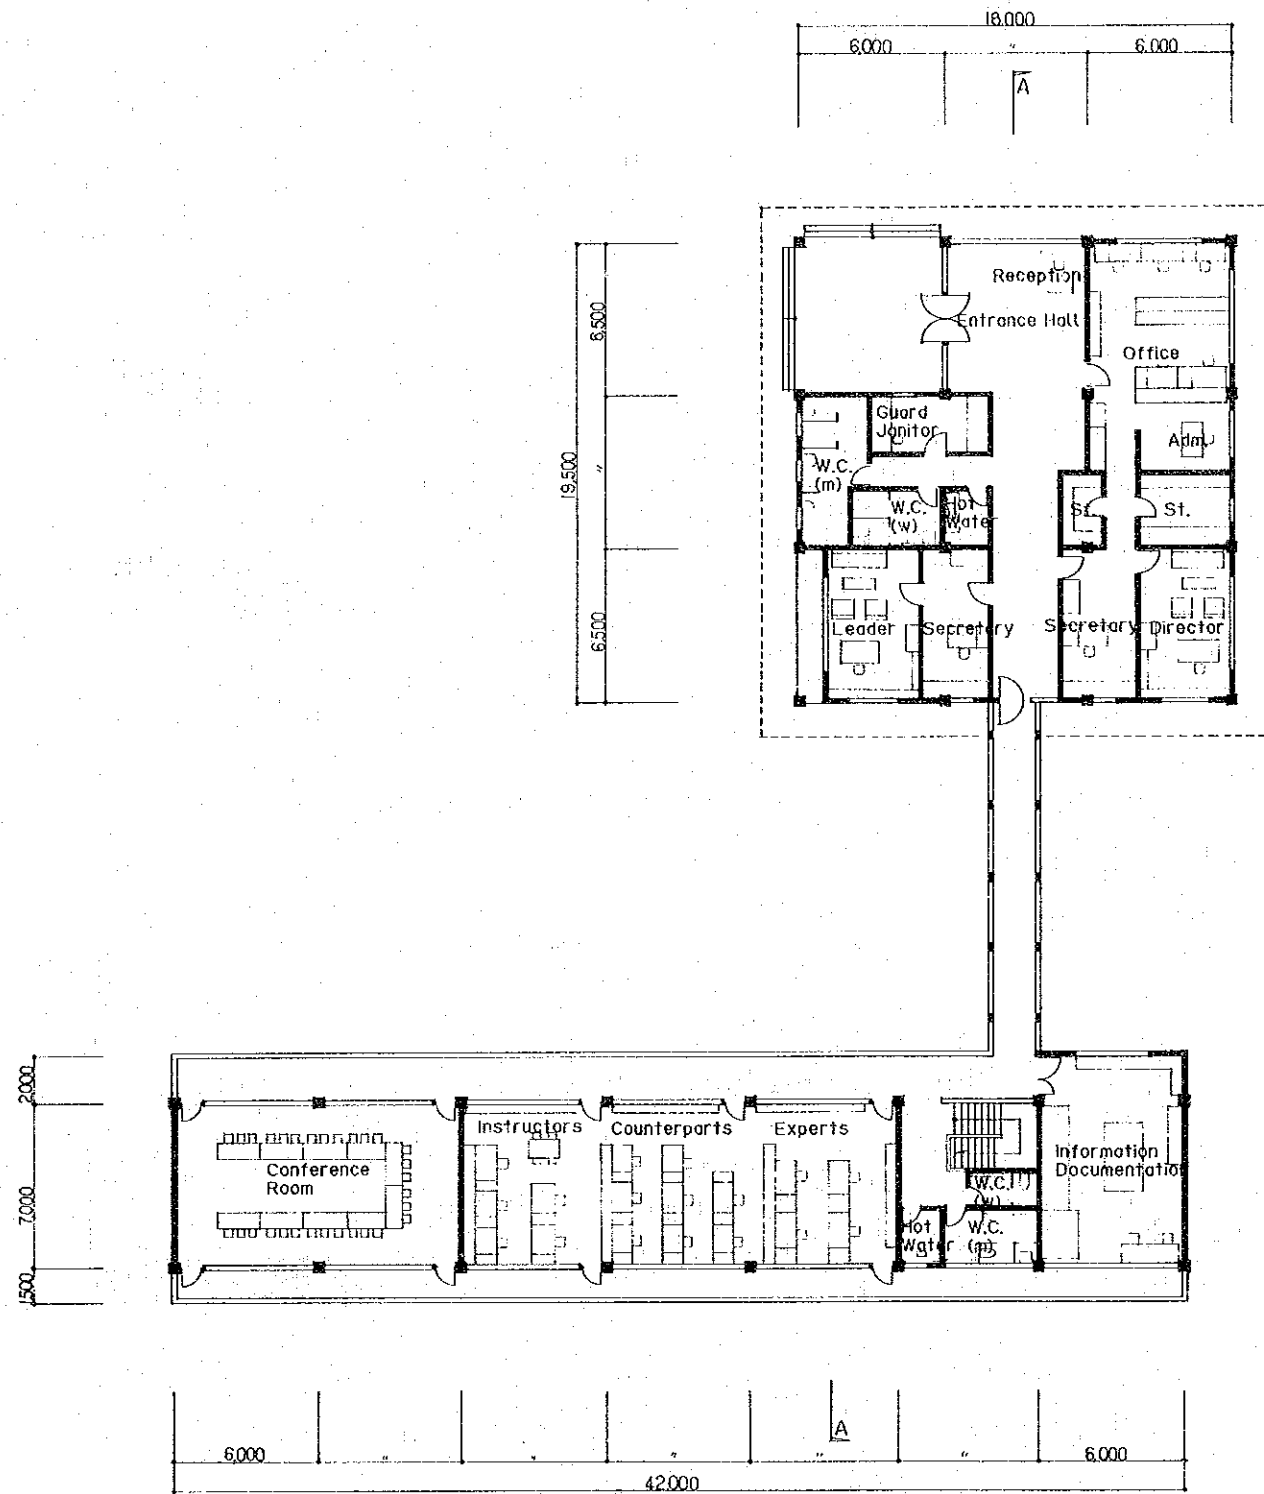 18,000
6,000 " 6,000
A
Reception
Entrance Hall
6,500
Office
Guard
Janitor
Adm.
W.C.
(m)
19,500
"
W.C.
(w)
Hot
Water
St.
St.
6,500
Leader
Secretary
Secretary
Director
2,000
Instructors
Counterparts
Experts
Conference
Room
Information
Documentation
7,000
W.C.
(w)
Hot
Water
W.C.
(m)
1,500
A
6,000 " " " " " 6,000
42,000